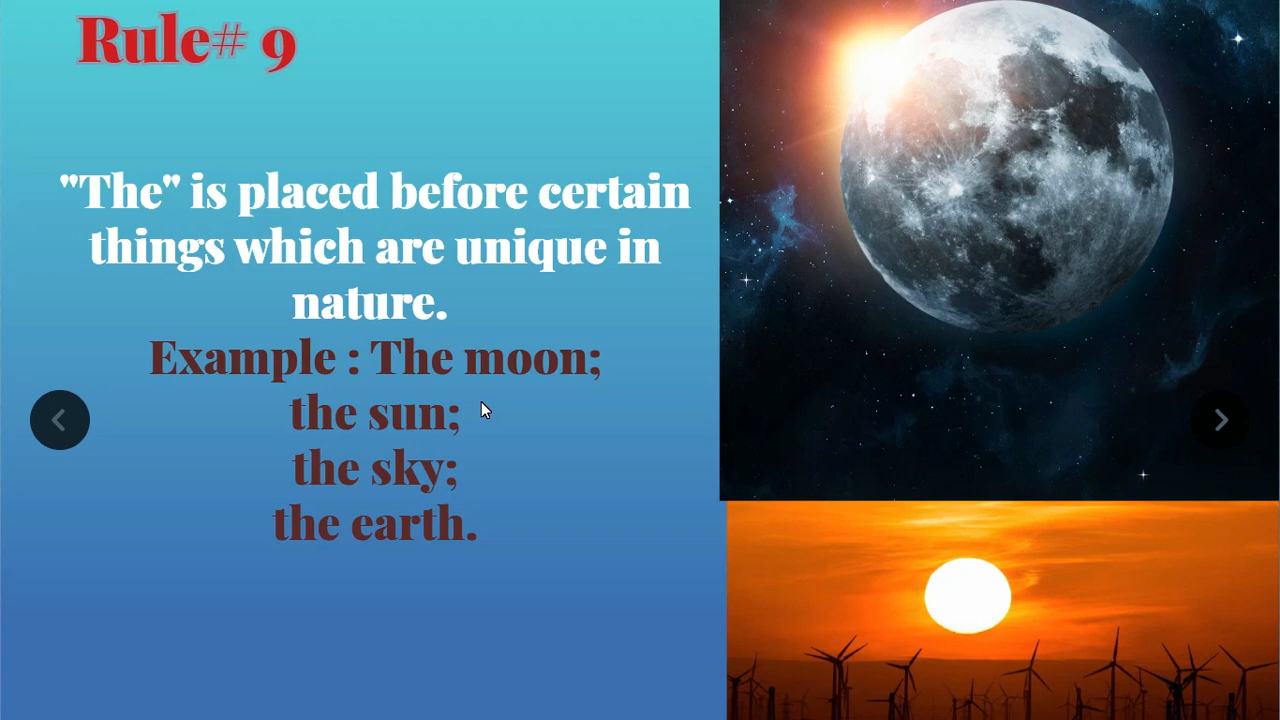 Rule# 9
"The" is placed before certain
things which are unique in
nature.
Example : The moon;
the sun;
the sky;
the earth.